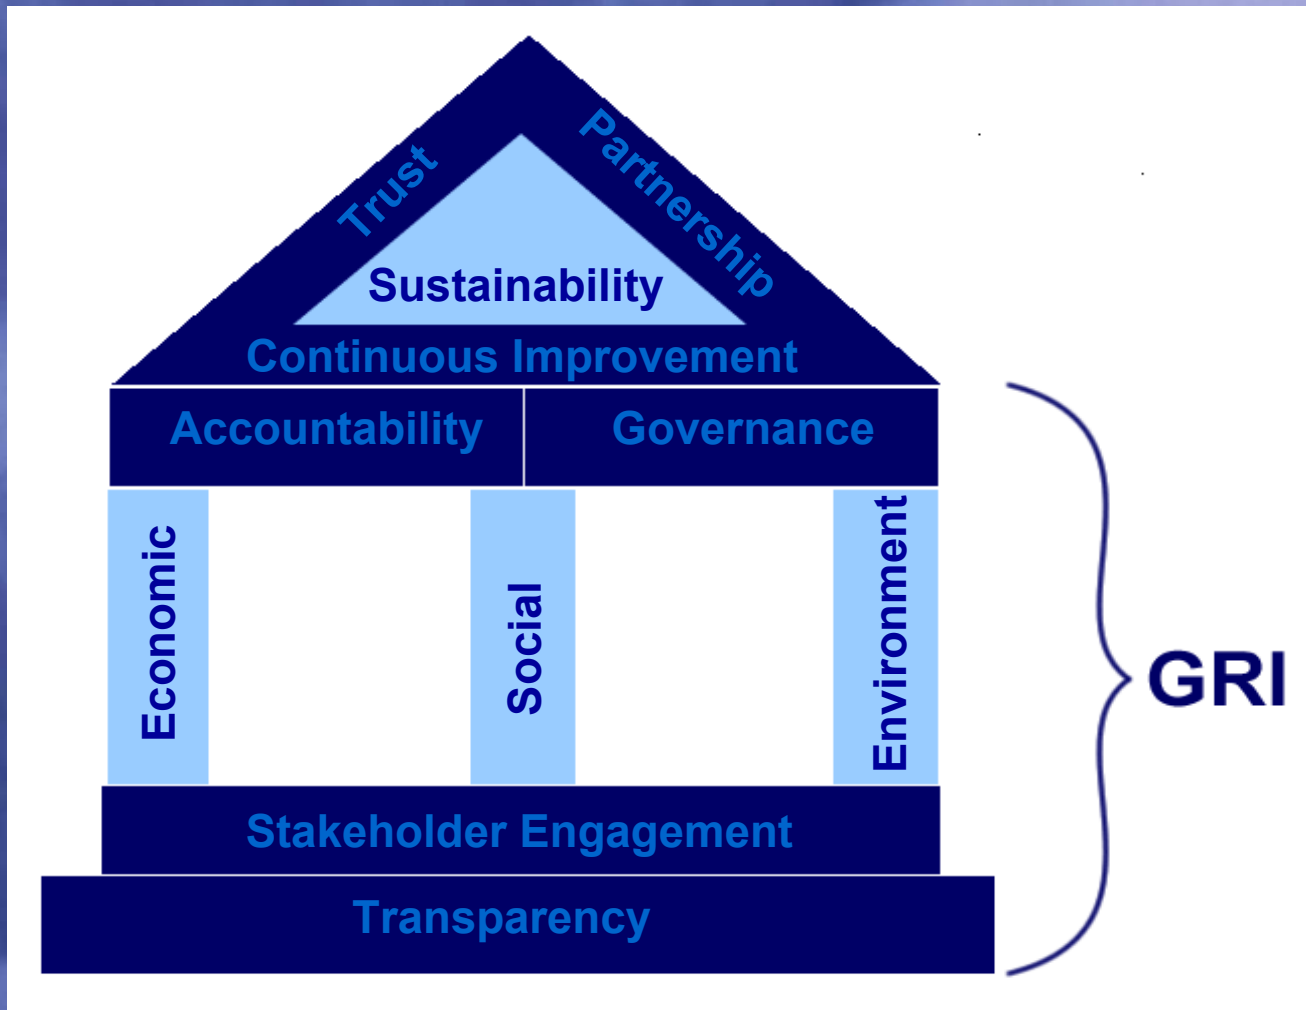 Trust
Partnership
Sustainability
Continuous Improvement
Accountability
Governance
Economic
Social
Environment
GRI
Stakeholder Engagement
Transparency